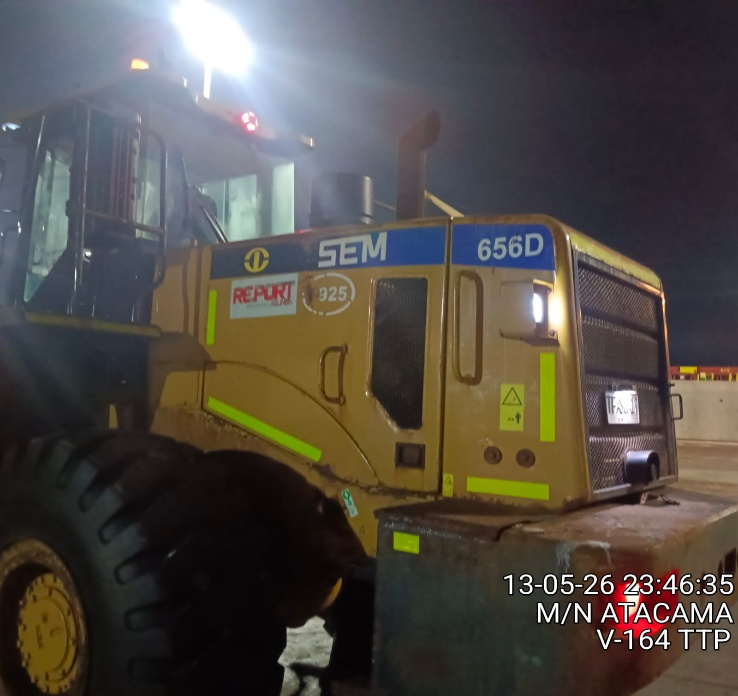 SEM
656D
REPORT
925
13-05-26 23:46:35
M/N ATACAMA
V-164 TTP